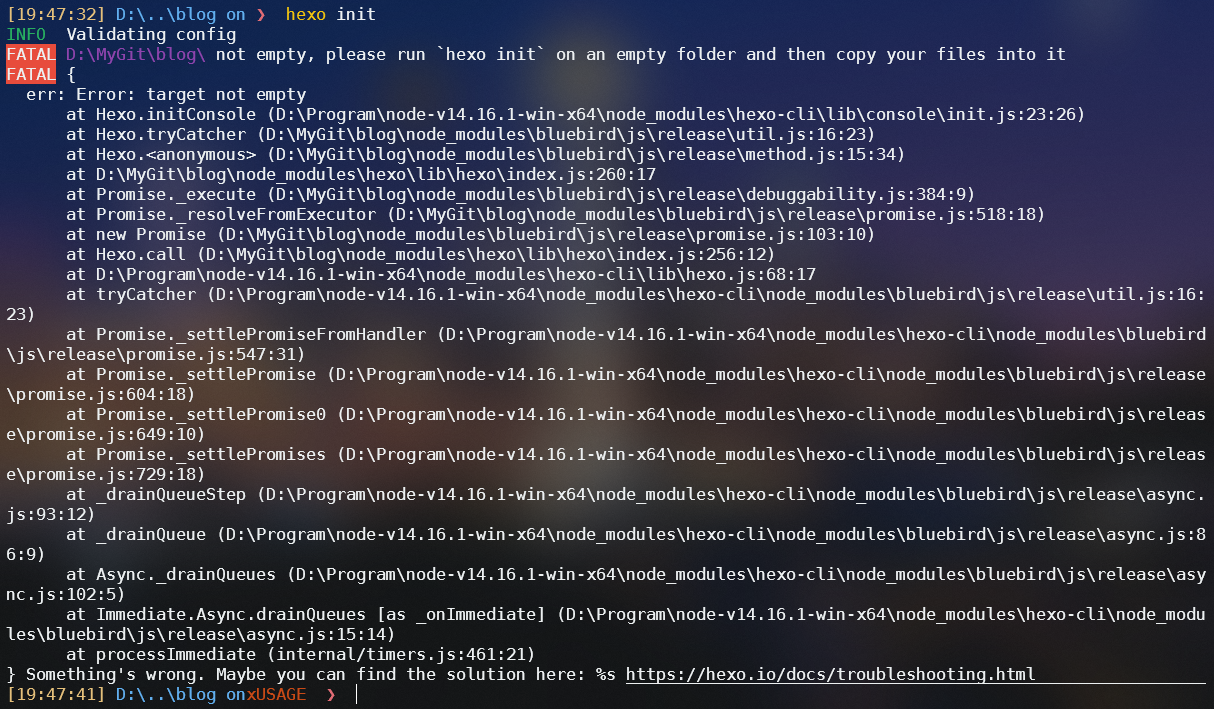 [19:47:32] D:\..\blog on ❯  hexo init
INFO  Validating config
FATAL D:\MyGit\blog\ not empty, please run `hexo init` on an empty folder and then copy your files into it
FATAL {
  err: Error: target not empty
      at Hexo.initConsole (D:\Program\node-v14.16.1-win-x64\node_modules\hexo-cli\lib\console\init.js:23:26)
      at Hexo.tryCatcher (D:\MyGit\blog\node_modules\bluebird\js\release\util.js:16:23)
      at Hexo.<anonymous> (D:\MyGit\blog\node_modules\bluebird\js\release\method.js:15:34)
      at D:\MyGit\blog\node_modules\hexo\lib\hexo\index.js:260:17
      at Promise._execute (D:\MyGit\blog\node_modules\bluebird\js\release\debuggability.js:384:9)
      at Promise._resolveFromExecutor (D:\MyGit\blog\node_modules\bluebird\js\release\promise.js:518:18)
      at new Promise (D:\MyGit\blog\node_modules\bluebird\js\release\promise.js:103:10)
      at Hexo.call (D:\MyGit\blog\node_modules\hexo\lib\hexo\index.js:256:12)
      at D:\Program\node-v14.16.1-win-x64\node_modules\hexo-cli\lib\hexo.js:68:17
      at tryCatcher (D:\Program\node-v14.16.1-win-x64\node_modules\hexo-cli\node_modules\bluebird\js\release\util.js:16:
23)
      at Promise._settlePromiseFromHandler (D:\Program\node-v14.16.1-win-x64\node_modules\hexo-cli\node_modules\bluebird
\js\release\promise.js:547:31)
      at Promise._settlePromise (D:\Program\node-v14.16.1-win-x64\node_modules\hexo-cli\node_modules\bluebird\js\release
\promise.js:604:18)
      at Promise._settlePromise0 (D:\Program\node-v14.16.1-win-x64\node_modules\hexo-cli\node_modules\bluebird\js\releas
e\promise.js:649:10)
      at Promise._settlePromises (D:\Program\node-v14.16.1-win-x64\node_modules\hexo-cli\node_modules\bluebird\js\releas
e\promise.js:729:18)
      at _drainQueueStep (D:\Program\node-v14.16.1-win-x64\node_modules\hexo-cli\node_modules\bluebird\js\release\async.
js:93:12)
      at _drainQueue (D:\Program\node-v14.16.1-win-x64\node_modules\hexo-cli\node_modules\bluebird\js\release\async.js:8
6:9)
      at Async._drainQueues (D:\Program\node-v14.16.1-win-x64\node_modules\hexo-cli\node_modules\bluebird\js\release\asy
nc.js:102:5)
      at Immediate.Async.drainQueues [as _onImmediate] (D:\Program\node-v14.16.1-win-x64\node_modules\hexo-cli\node_modu
les\bluebird\js\release\async.js:15:14)
      at processImmediate (internal/timers.js:461:21)
} Something's wrong. Maybe you can find the solution here: %s https://hexo.io/docs/troubleshooting.html
[19:47:41] D:\..\blog onxUSAGE  ❯